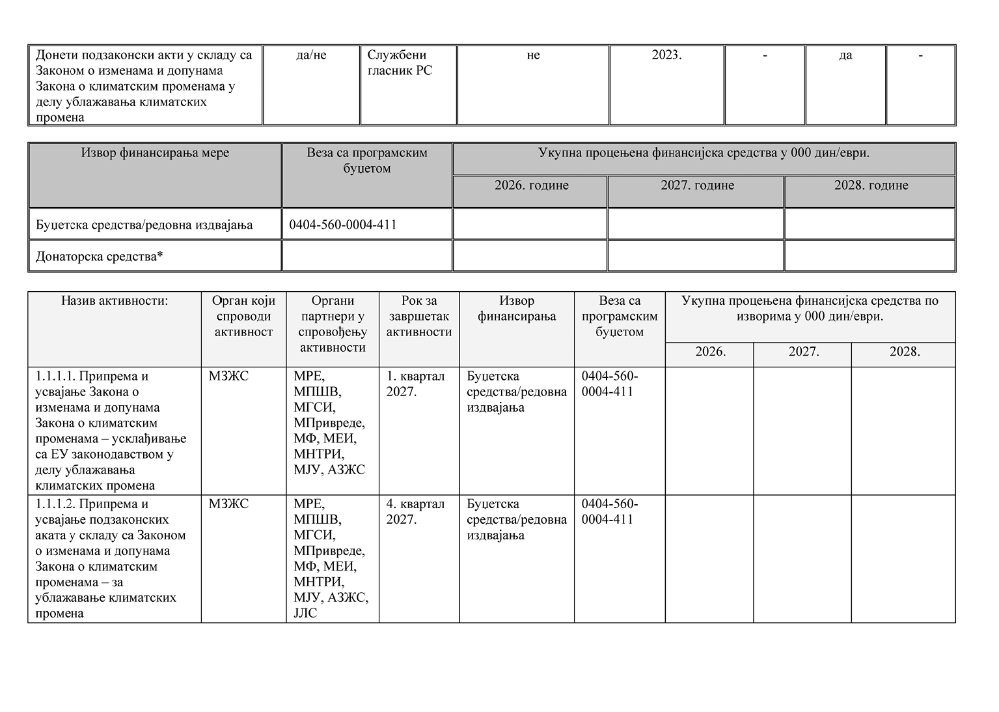 Донети подзаконски акти у складу са
Законом о изменама и допунама
Закона о климатским променама у
делу ублажавања климатских
промена
да/не
Службени
гласник РС
не
2023.
-
да
-
Извор финансирања мере
Веза са програмским
буџетом
Укупна процењена финансијска средства у 000 дин/еври.
2026. године
2027. године
2028. године
Буџетска средства/редовна издвајања
0404-560-0004-411
Донаторска средства*
Назив активности:
Орган који
спроводи
активност
Органи
партнери у
спровођењу
активности
Рок за
завршетак
активности
Извор
финансирања
Веза са
програмским
буџетом
Укупна процењена финансијска средства по
изворима у 000 дин/еври.
2026.
2027.
2028.
1.1.1.1. Припрема и
усвајање Закона о
изменама и допунама
Закона о климатским
променама – усклађивање
са ЕУ законодавством у
делу ублажавања
климатских промена
МЗЖС
МРЕ,
МПШВ,
МГСИ,
МПривреде,
МФ, МЕИ,
МНТРИ,
МЈУ, АЗЖС
1. квартал
2027.
Буџетска
средства/редовна
издвајања
0404-560-
0004-411
1.1.1.2. Припрема и
усвајање подзаконских
аката у складу са Законом
о изменама и допунама
Закона о климатским
променама – за
ублажавање климатских
промена
МЗЖС
МРЕ,
МПШВ,
МГСИ,
МПривреде,
МФ, МЕИ,
МНТРИ,
МЈУ, АЗЖС,
ЈЛС
4. квартал
2027.
Буџетска
средства/редовна
издвајања
0404-560-
0004-411